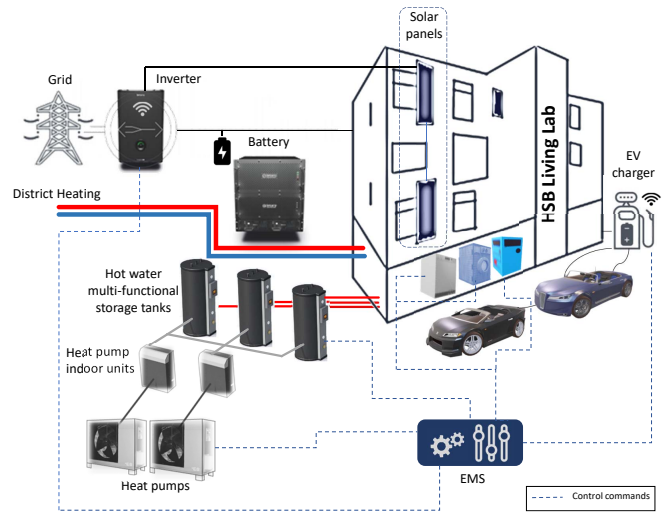 Solar
panels
Grid
Inverter
Battery
HSB Living Lab
EV
charger
District Heating
Hot water
multi-functional
storage tanks
Heat pump
indoor units
Heat pumps
EMS
Control commands